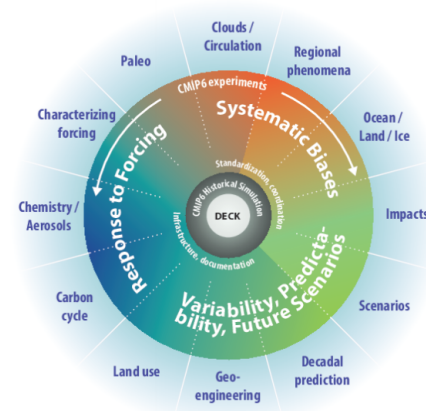 Clouds /
Circulation
Regional
phenomena
Ocean /
Land / Ice
Impacts
Scenarios
Decadal
prediction
Geo-
engineering
Land use
Carbon
cycle
Chemistry /
Aerosols
Characterizing
forcing
Paleo
CMIP6 experiments
Systematic Biases
Response to Forcing
Variability, Predicta-
bility, Future Scenarios
Standardization, coordination
Infrastructure, documentation
CMIP6 Historical Simulation
DECK